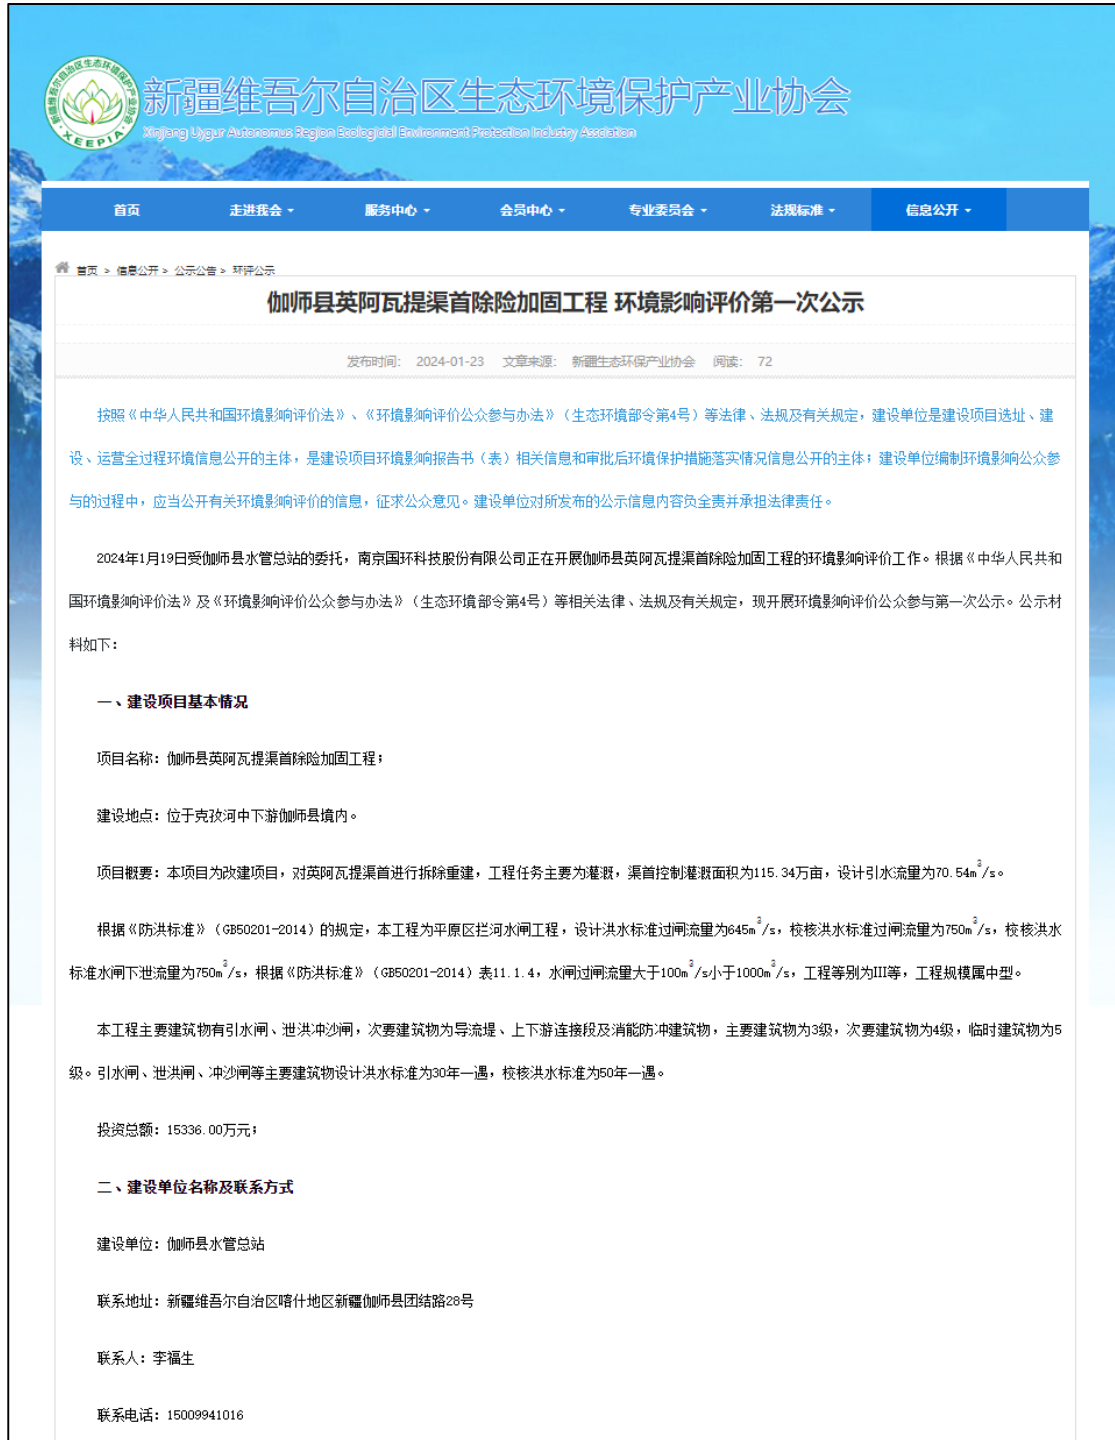 新疆维吾尔自治区生态环境保护产业协会
Xinjiang Uygur Autonomus Region Ecologicial Environment Protection Industry Assciation
新疆维吾尔自治区生态环境保护产业协会
XEEPIA
首页 走进我会 服务中心 会员中心 专业委员会 法规标准 信息公开
首页 > 信息公开 > 公示公告 > 环评公示
伽师县英阿瓦提渠首除险加固工程 环境影响评价第一次公示
发布时间： 2024-01-23 文章来源： 新疆生态环保产业协会 阅读： 72
按照《中华人民共和国环境影响评价法》、《环境影响评价公众参与办法》（生态环境部令第4号）等法律、法规及有关规定，建设单位是建设项目选址、建
设、运营全过程环境信息公开的主体，是建设项目环境影响报告书（表）相关信息和审批后环境保护措施落实情况信息公开的主体；建设单位编制环境影响公众参
与的过程中，应当公开有关环境影响评价的信息，征求公众意见。建设单位对所发布的公示信息内容负全责并承担法律责任。
2024年1月19日受伽师县水管总站的委托，南京国环科技股份有限公司正在开展伽师县英阿瓦提渠首除险加固工程的环境影响评价工作。根据《中华人民共和
国环境影响评价法》及《环境影响评价公众参与办法》（生态环境部令第4号）等相关法律、法规及有关规定，现开展环境影响评价公众参与第一次公示。公示材
料如下：
一、建设项目基本情况
项目名称：伽师县英阿瓦提渠首除险加固工程；
建设地点：位于克孜河中下游伽师县境内。
项目概要：本项目为改建项目，对英阿瓦提渠首进行拆除重建，工程任务主要为灌溉，渠首控制灌溉面积为115.34万亩，设计引水流量为70.54m³/s。
根据《防洪标准》（GB50201-2014）的规定，本工程为平原区拦河水闸工程，设计洪水标准过闸流量为645m³/s，校核洪水标准过闸流量为750m³/s，校核洪水
标准水闸下泄流量为750m³/s，根据《防洪标准》（GB50201-2014）表11.1.4，水闸过闸流量大于100m³/s小于1000m³/s，工程等别为III等，工程规模属中型。
本工程主要建筑物有引水闸、泄洪冲沙闸，次要建筑物为导流堤、上下游连接段及消能防冲建筑物，主要建筑物为3级，次要建筑物为4级，临时建筑物为5
级。引水闸、泄洪闸、冲沙闸等主要建筑物设计洪水标准为30年一遇，校核洪水标准为50年一遇。
投资总额：15336.00万元；
二、建设单位名称及联系方式
建设单位：伽师县水管总站
联系地址：新疆维吾尔自治区喀什地区新疆伽师县团结路28号
联系人：李福生
联系电话：15009941016